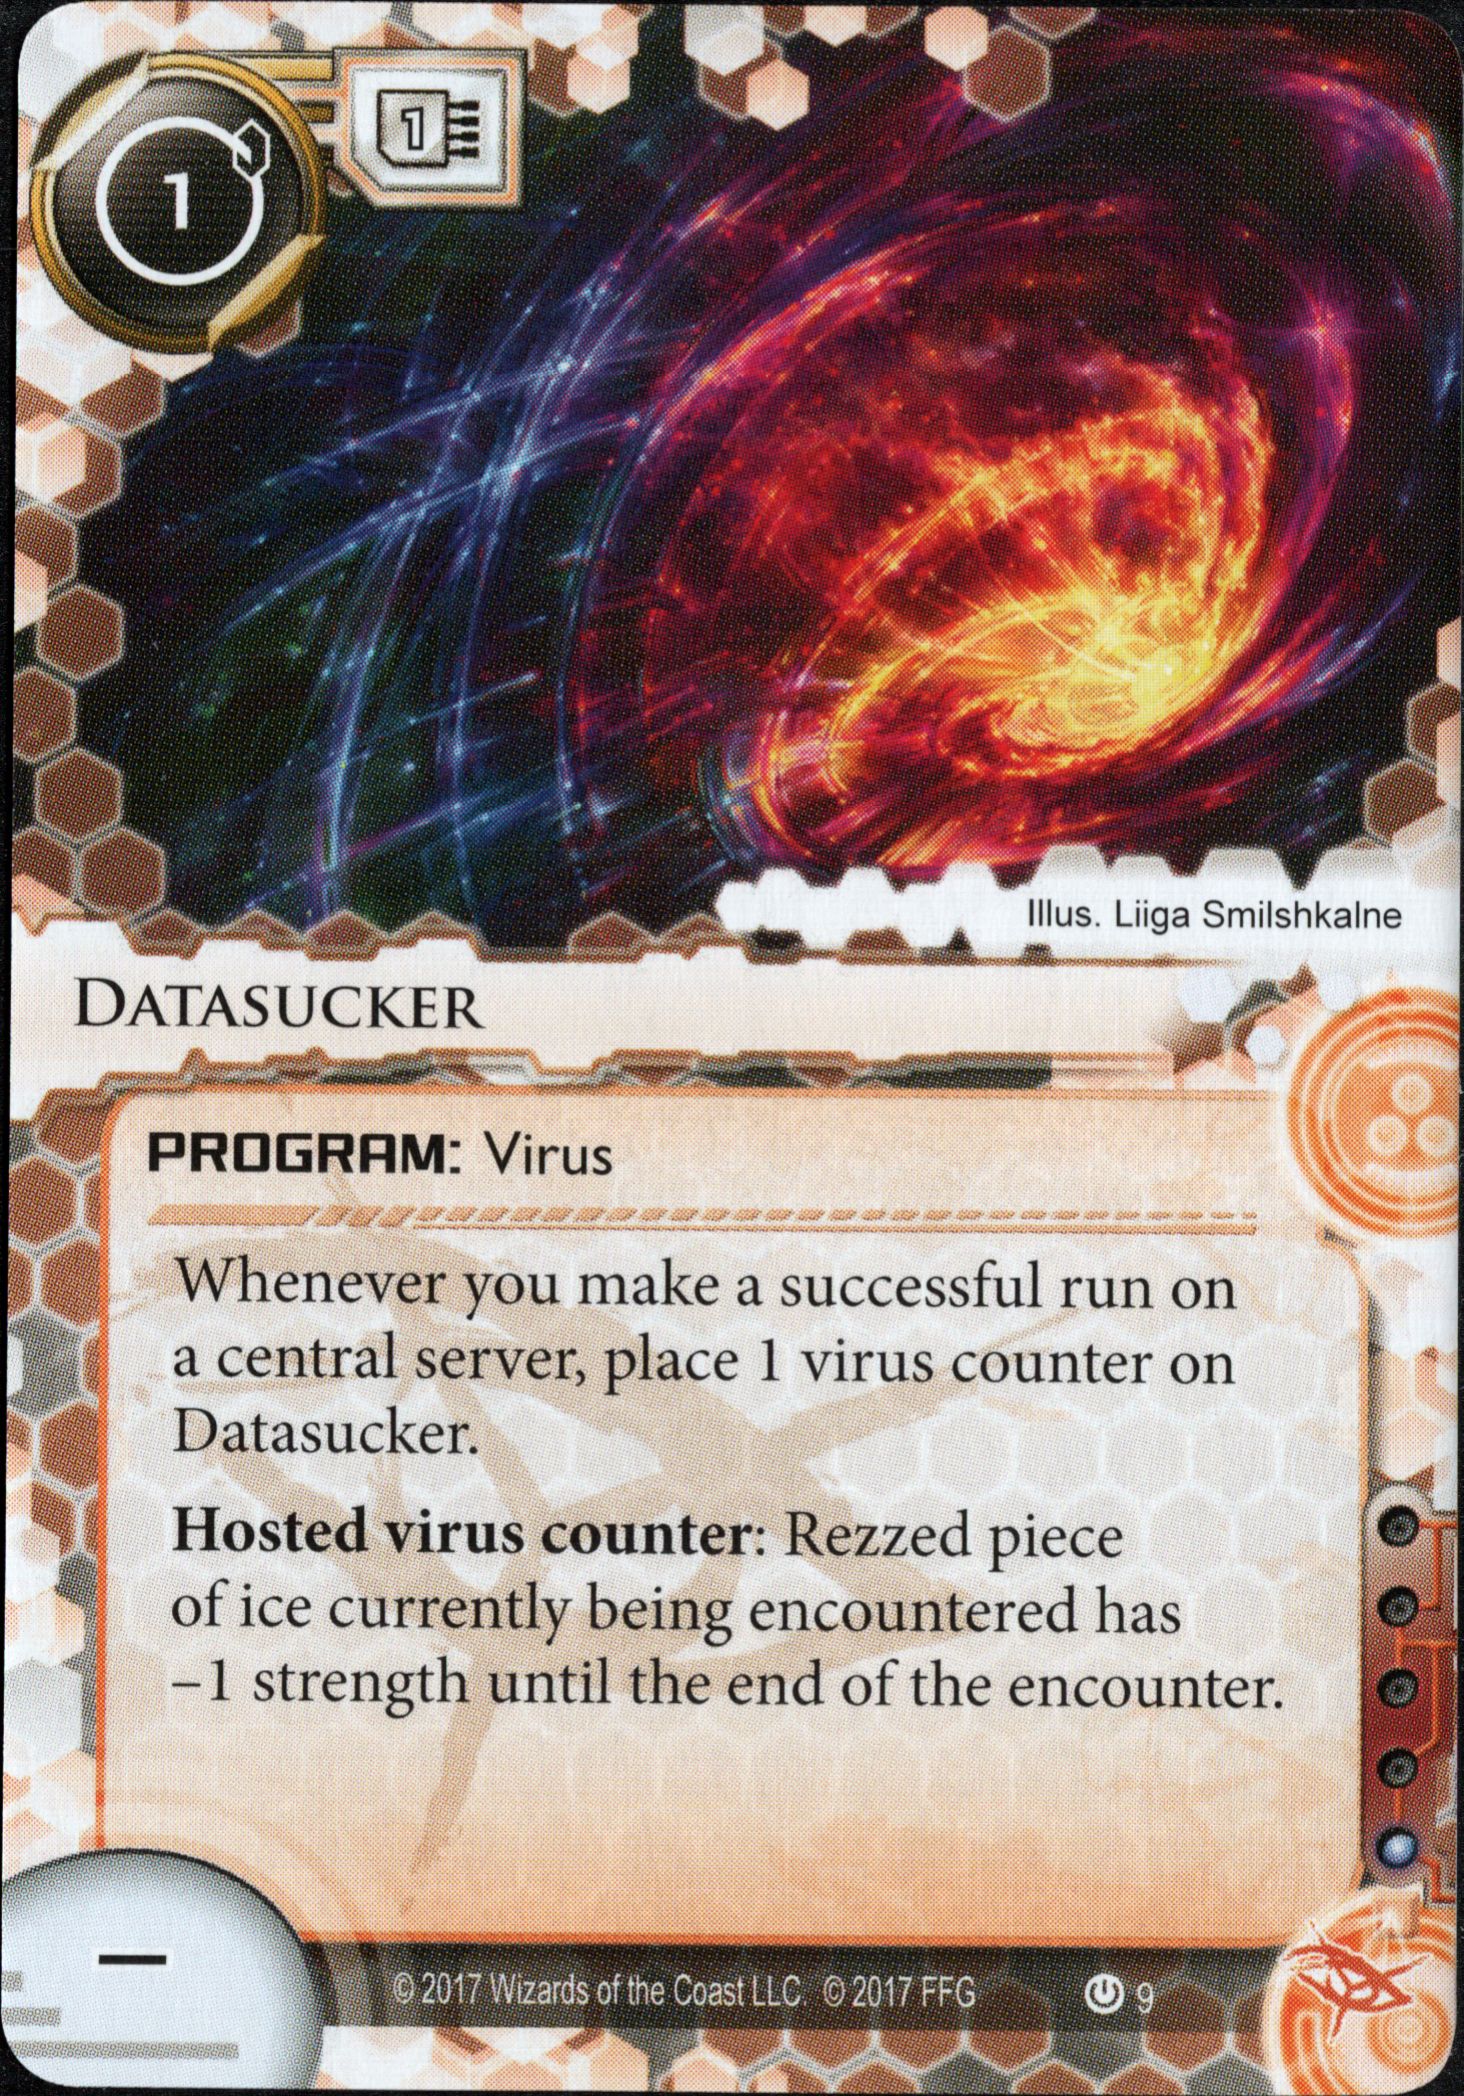 1
1
Illus. Liiga Smilshkalne
DATASUCKER
PROGRAM: Virus
Whenever you make a successful run on
a central server, place 1 virus counter on
Datasucker.
Hosted virus counter: Rezzed piece
of ice currently being encountered has
–1 strength until the end of the encounter.
–
© 2017 Wizards of the Coast LLC. © 2017 FFG 9